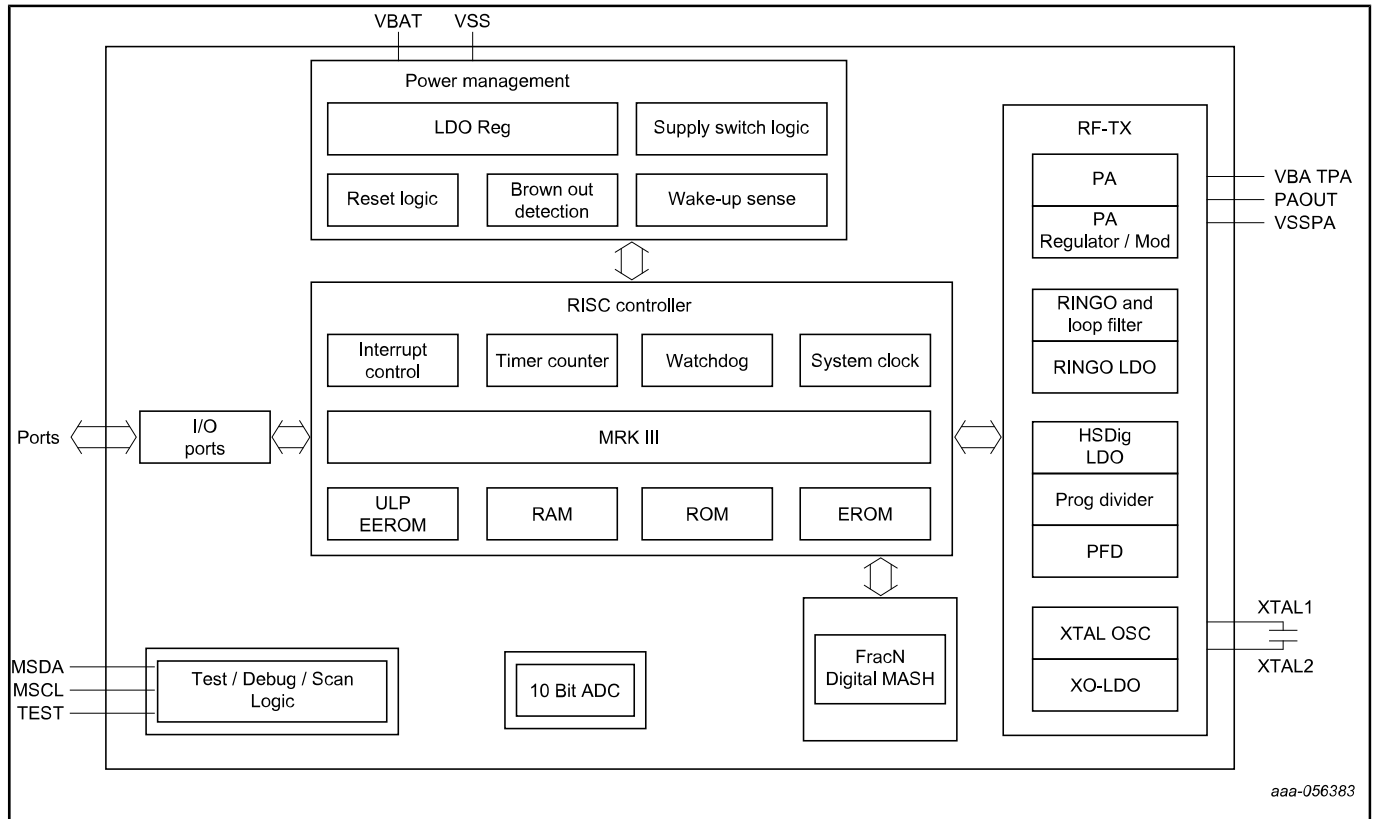 VBAT VSS
Power management
LDO Reg
Supply switch logic
Reset logic
Brown out
detection
Wake-up sense
RISC controller
Interrupt
control
Timer counter
Watchdog
System clock
MRK III
ULP
EEROM
RAM
ROM
EROM
Ports
I/O
ports
RF-TX
PA
PA
Regulator / Mod
RINGO and
loop filter
RINGO LDO
HSDig
LDO
Prog divider
PFD
XTAL OSC
XO-LDO
VBA TPA
PAOUT
VSSPA
XTAL1
XTAL2
MSDA
MSCL
TEST
Test / Debug / Scan
Logic
10 Bit ADC
FracN
Digital MASH
aaa-056383